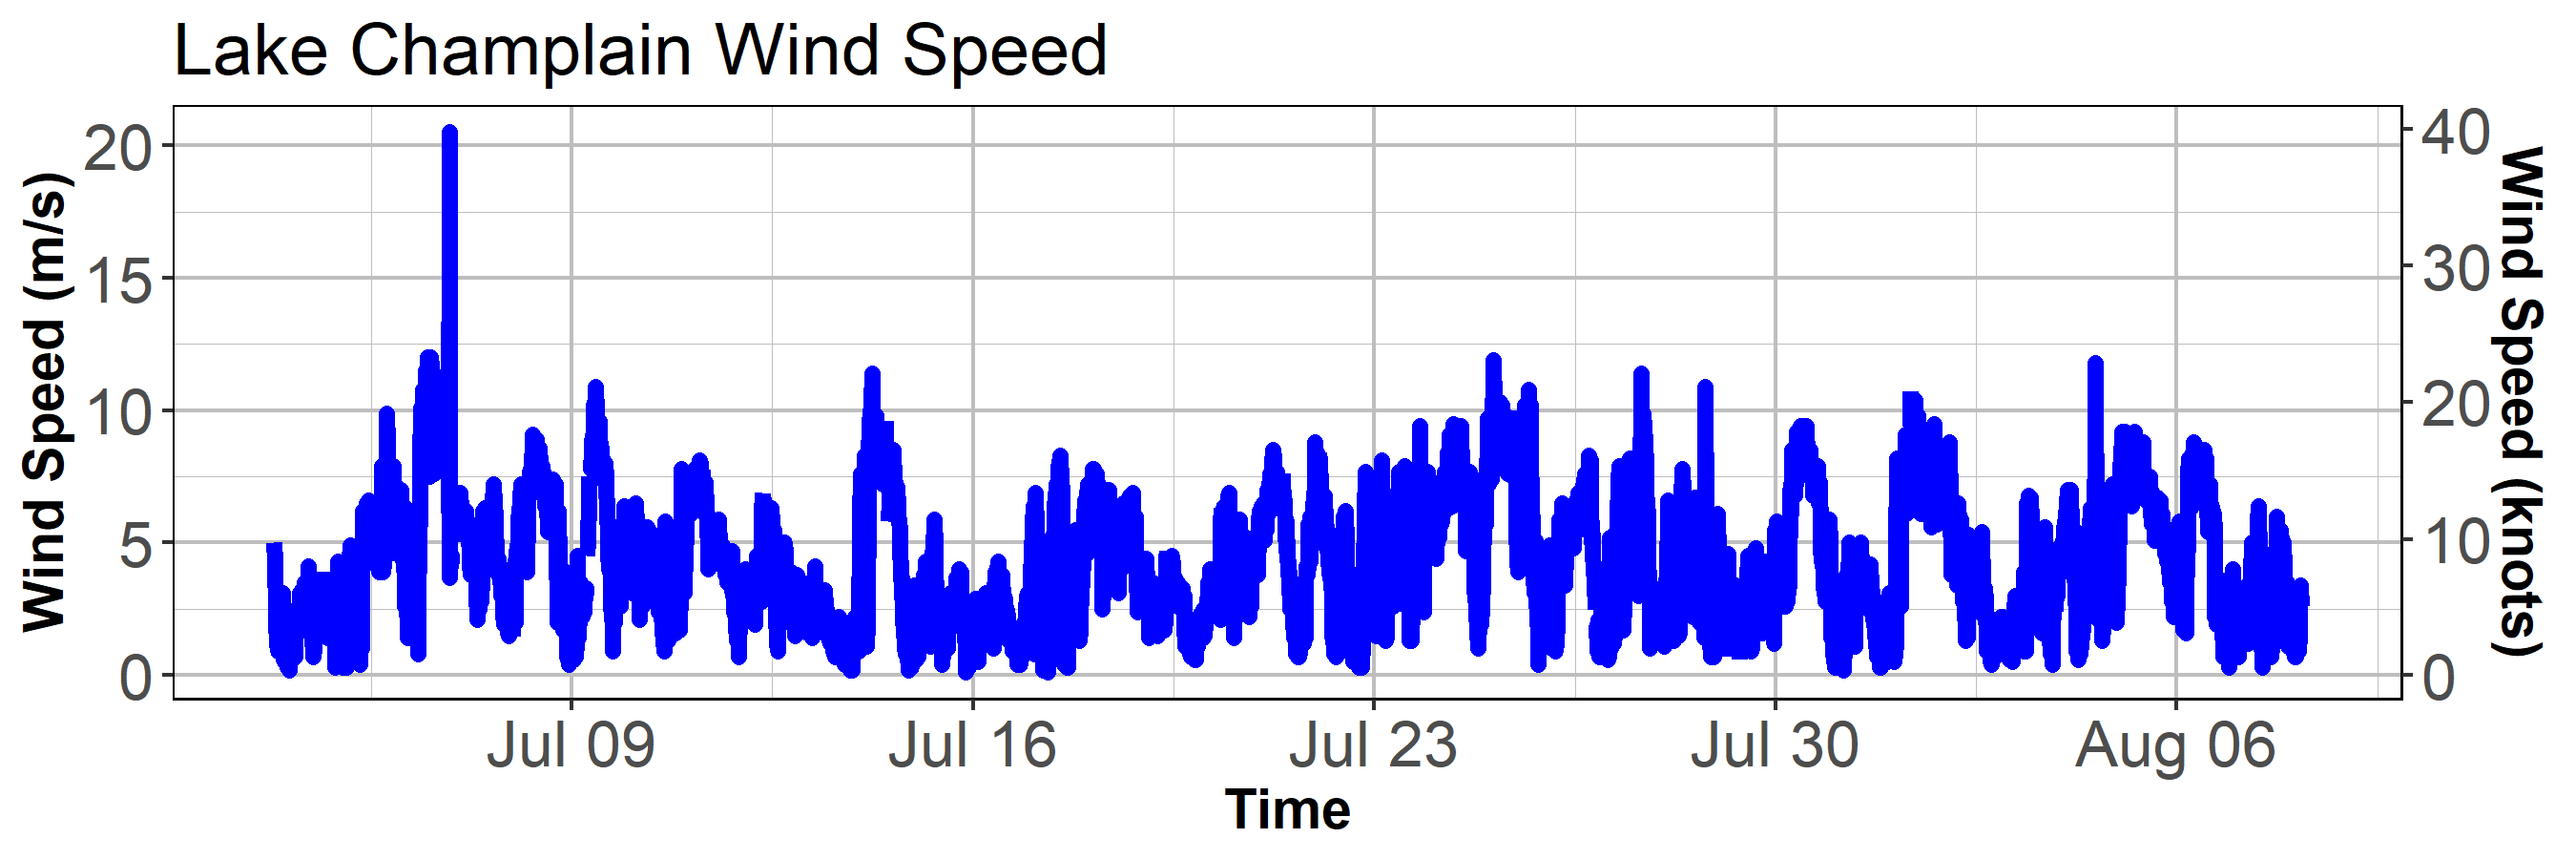 Lake Champlain Wind Speed
Wind Speed (m/s)
20
15
10
5
0
40
30
20
10
0
Wind Speed (knots)
Jul 09
Jul 16
Jul 23
Jul 30
Aug 06
Time